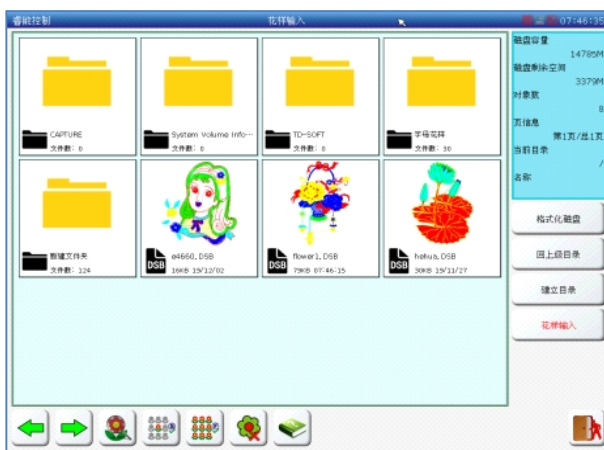 睿能控制
花样输入
07:46:35
CAPTURE
文件数: 0
System Volume Info…
文件数: 0
TD-SOFT
文件数: 0
字母花样
文件数: 30
新建文件夹
文件数: 124
DSB
e4660.DSB
16KB 19/12/02
DSB
flower1.DSB
79KB 07:46:15
DSB
hehua.DSB
30KB 19/11/27
磁盘容量
14785M
磁盘剩余空间
3379M
对象数
8
页信息
第1页/总1页
当前目录
/
名称
格式化磁盘
回上级目录
建立目录
花样输入